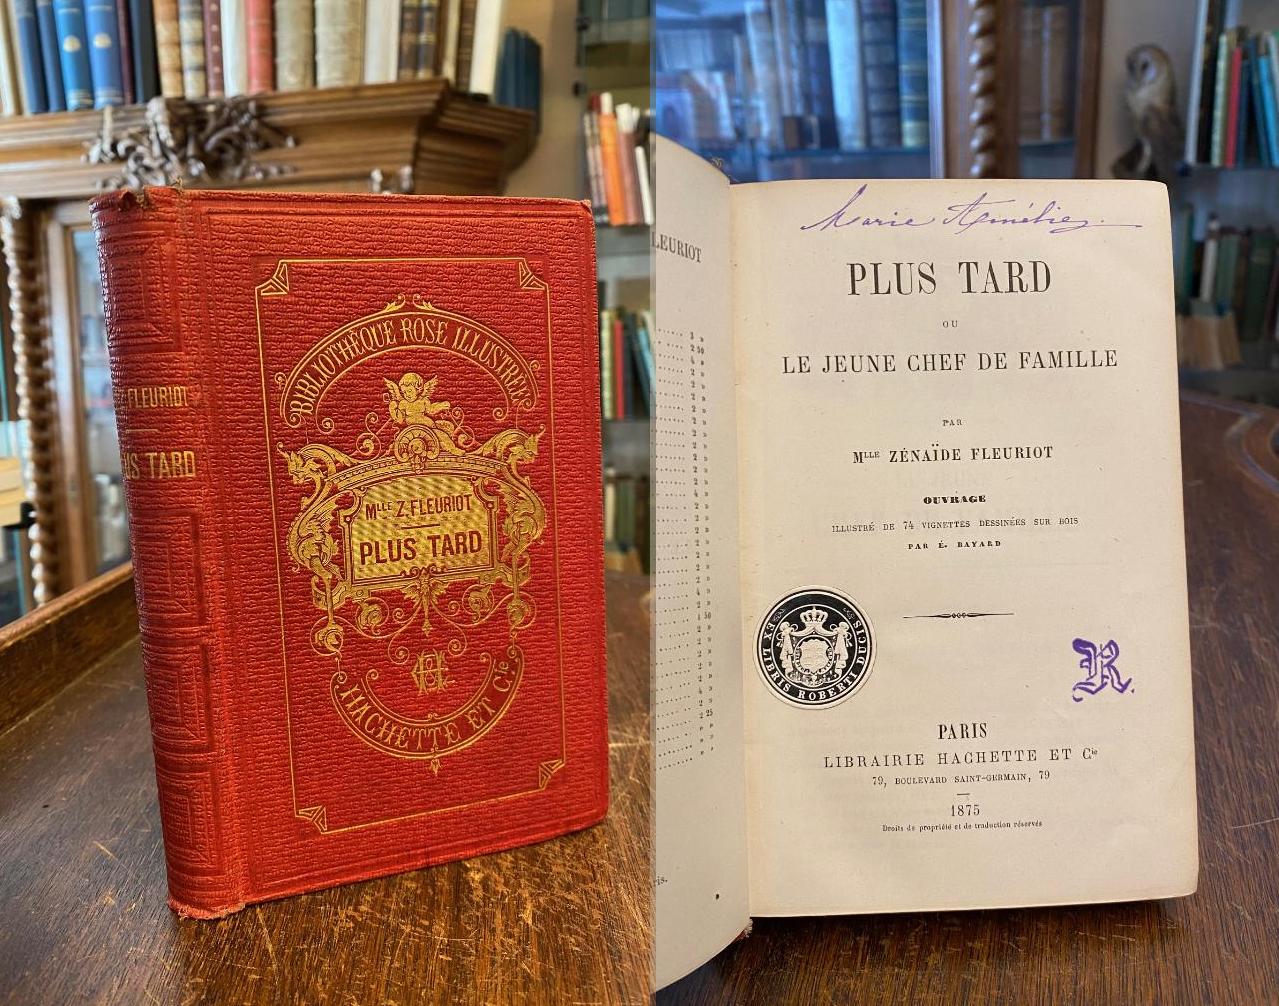 BIBLIOTHÈQUE ROSE ILLUSTRÉE
MLLE Z. FLEURIOT
PLUS TARD
HACHETTE ET Cie
FLEURIOT
TARD
FLEURIOT
Marie Amélie
PLUS TARD
OU
LE JEUNE CHEF DE FAMILLE
PAR
MLLE ZÉNAÏDE FLEURIOT
OUVRAGE
ILLUSTRÉ DE 74 VIGNETTES DESSINÉES SUR BOIS
PAR É. BAYARD
EX LIBRIS ROBERTI DUCIS
R.
PARIS
LIBRAIRIE HACHETTE ET Cie
79, BOULEVARD SAINT-GERMAIN, 79
1875
Droits de propriété et de traduction réservés